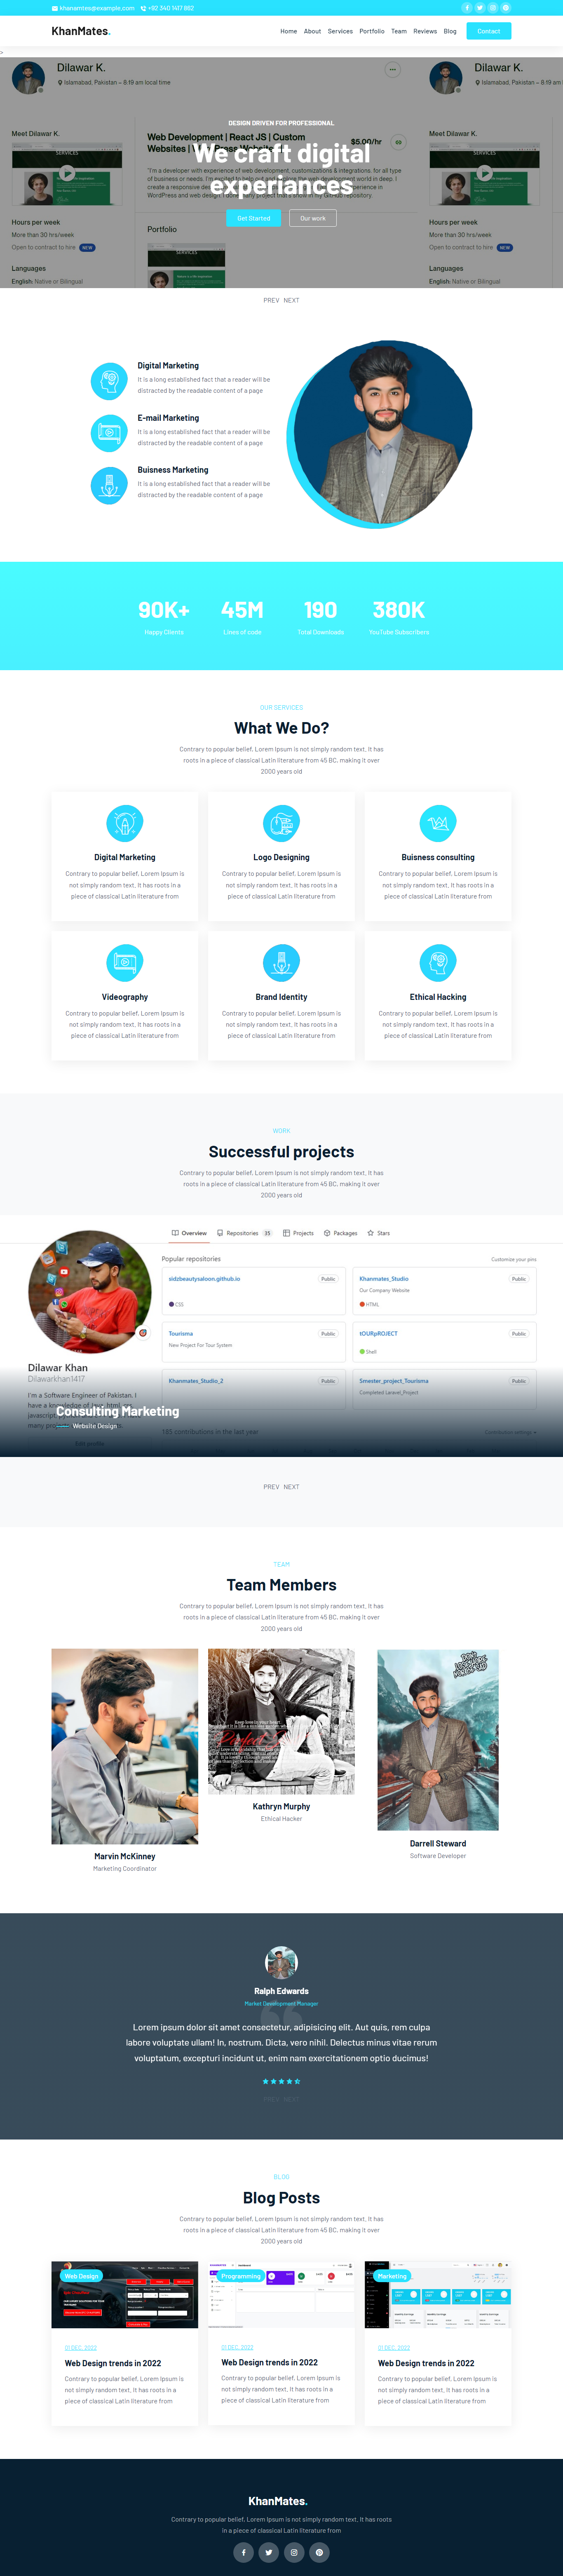 khanamtes@example.com +92 340 1417 982
KhanMates.
Home About Services Portfolio Team Reviews Blog Contact
>
Dilawar K.
Islamabad, Pakistan – 8:19 am local time
Dilawar K.
Islamabad, Pakistan – 8:19 am
DESIGN DRIVEN FOR PROFESSIONAL
We craft digital
experiances
Get Started Our work
Meet Dilawar K.
SERVICES
Hours per week
More than 30 hrs/week
Open to contract to hire NEW
Languages
English: Native or Bilingual
Web Development | React JS | Custom
Websites | WordPress Website
$5.00/hr
Portfolio
SERVICES
Meet Dilawar K.
SERVICES
Hours per week
More than 30 hrs/week
Open to contract to hire NEW
Languages
English: Native or Bilingual
PREV NEXT
Digital Marketing
It is a long established fact that a reader will be
distracted by the readable content of a page
E-mail Marketing
It is a long established fact that a reader will be
distracted by the readable content of a page
Buisness Marketing
It is a long established fact that a reader will be
distracted by the readable content of a page
90K+ 45M 190 380K
Happy Clients Lines of code Total Downloads YouTube Subscribers
OUR SERVICES
What We Do?
Contrary to popular belief, Lorem Ipsum is not simply random text. It has
roots in a piece of classical Latin literature from 45 BC, making it over
2000 years old
Digital Marketing
Contrary to popular belief, Lorem Ipsum is
not simply random text. It has roots in a
piece of classical Latin literature from
Logo Designing
Contrary to popular belief, Lorem Ipsum is
not simply random text. It has roots in a
piece of classical Latin literature from
Buisness consulting
Contrary to popular belief, Lorem Ipsum is
not simply random text. It has roots in a
piece of classical Latin literature from
Videography
Contrary to popular belief, Lorem Ipsum is
not simply random text. It has roots in a
piece of classical Latin literature from
Brand Identity
Contrary to popular belief, Lorem Ipsum is
not simply random text. It has roots in a
piece of classical Latin literature from
Ethical Hacking
Contrary to popular belief, Lorem Ipsum is
not simply random text. It has roots in a
piece of classical Latin literature from
WORK
Successful projects
Contrary to popular belief, Lorem Ipsum is not simply random text. It has
roots in a piece of classical Latin literature from 45 BC, making it over
2000 years old
Overview Repositories 35 Projects Packages Stars
Popular repositories Customize your pins
sidzbeautysaloon.github.io Public
CSS
Khanmates_Studio Public
Our Company Website
HTML
Tourisma Public
New Project For Tour System
tOURpROJECT Public
Shell
Khanmates_Studio_2 Public
Smester_project_Tourisma Public
Completed Laravel_Project
Dilawar Khan
Dilawarkhan1417
I'm a Software Engineer of Pakistan. I
Consulting Marketing
Website Design
185 contributions in the last year
PREV NEXT
TEAM
Team Members
Contrary to popular belief, Lorem Ipsum is not simply random text. It has
roots in a piece of classical Latin literature from 45 BC, making it over
2000 years old
Marvin McKinney
Marketing Coordinator
Kathryn Murphy
Ethical Hacker
Darrell Steward
Software Developer
Ralph Edwards
Market Development Manager
Lorem ipsum dolor sit amet consectetur, adipisicing elit. Aut quis, rem culpa
labore voluptate ullam! In, nostrum. Dicta, vero nihil. Delectus minus vitae rerum
voluptatum, excepturi incidunt ut, enim nam exercitationem optio ducimus!
PREV NEXT
BLOG
Blog Posts
Contrary to popular belief, Lorem Ipsum is not simply random text. It has
roots in a piece of classical Latin literature from 45 BC, making it over
2000 years old
Web Design
01 DEC, 2022
Web Design trends in 2022
Contrary to popular belief, Lorem Ipsum is
not simply random text. It has roots in a
piece of classical Latin literature from
Programming
01 DEC, 2022
Web Design trends in 2022
Contrary to popular belief, Lorem Ipsum is
not simply random text. It has roots in a
piece of classical Latin literature from
Marketing
01 DEC, 2022
Web Design trends in 2022
Contrary to popular belief, Lorem Ipsum is
not simply random text. It has roots in a
piece of classical Latin literature from
KhanMates.
Contrary to popular belief, Lorem Ipsum is not simply random text. It has roots
in a piece of classical Latin literature from